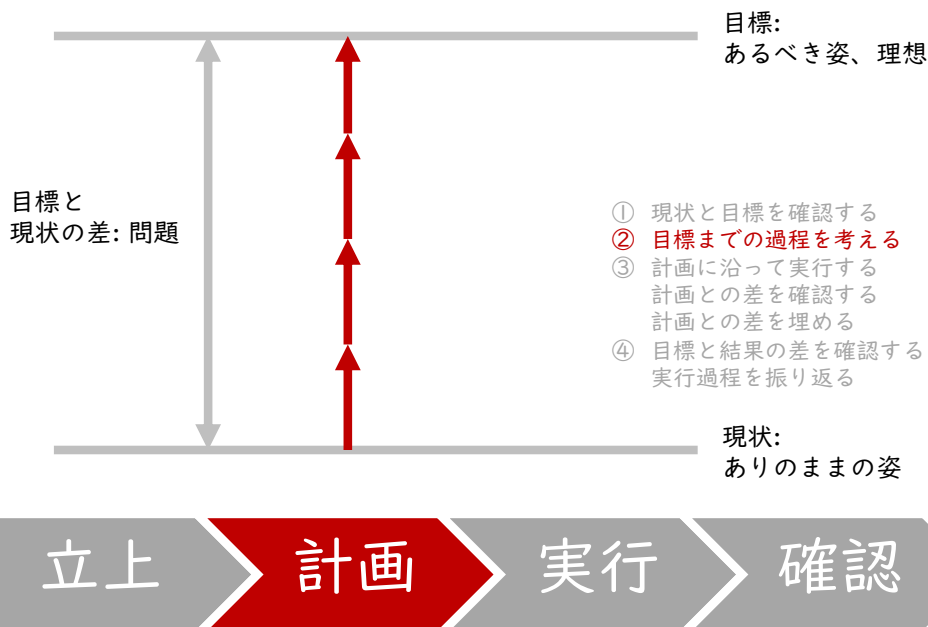 目標:
あるべき姿、理想
目標と
現状の差: 問題
① 現状と目標を確認する
② 目標までの過程を考える
③ 計画に沿って実行する
計画との差を確認する
計画との差を埋める
④ 目標と結果の差を確認する
実行過程を振り返る
現状:
ありのままの姿
立上
計画
実行
確認